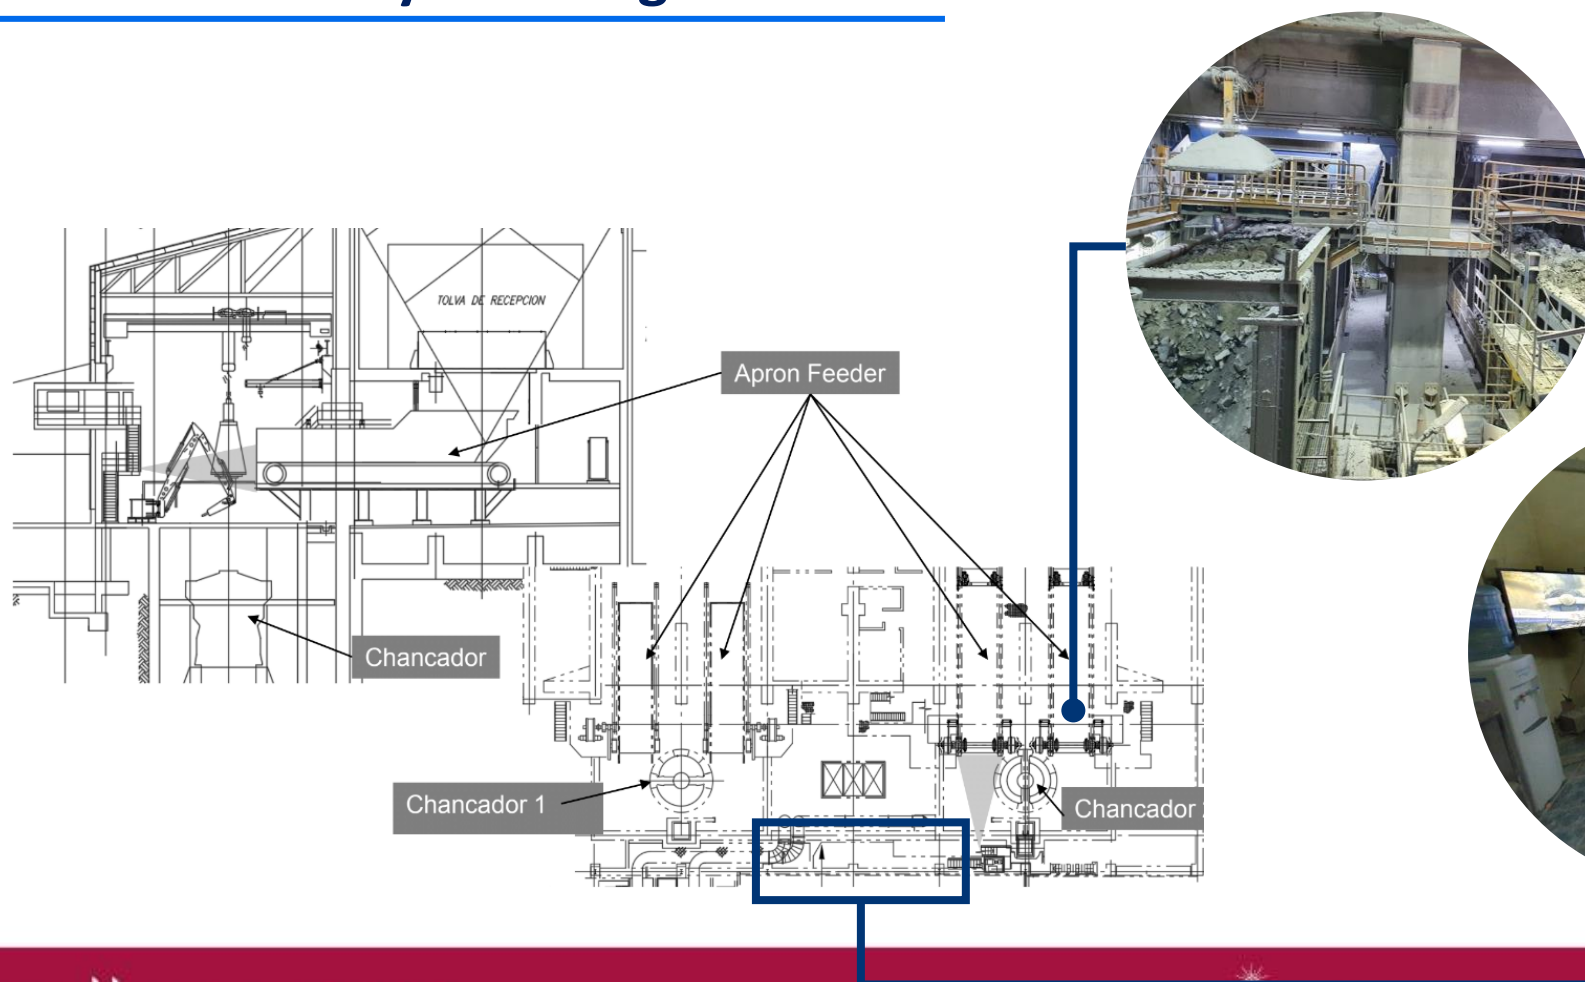 TOLVA DE RECEPCION
Apron Feeder
Chancador
Chancador 1
Chancador